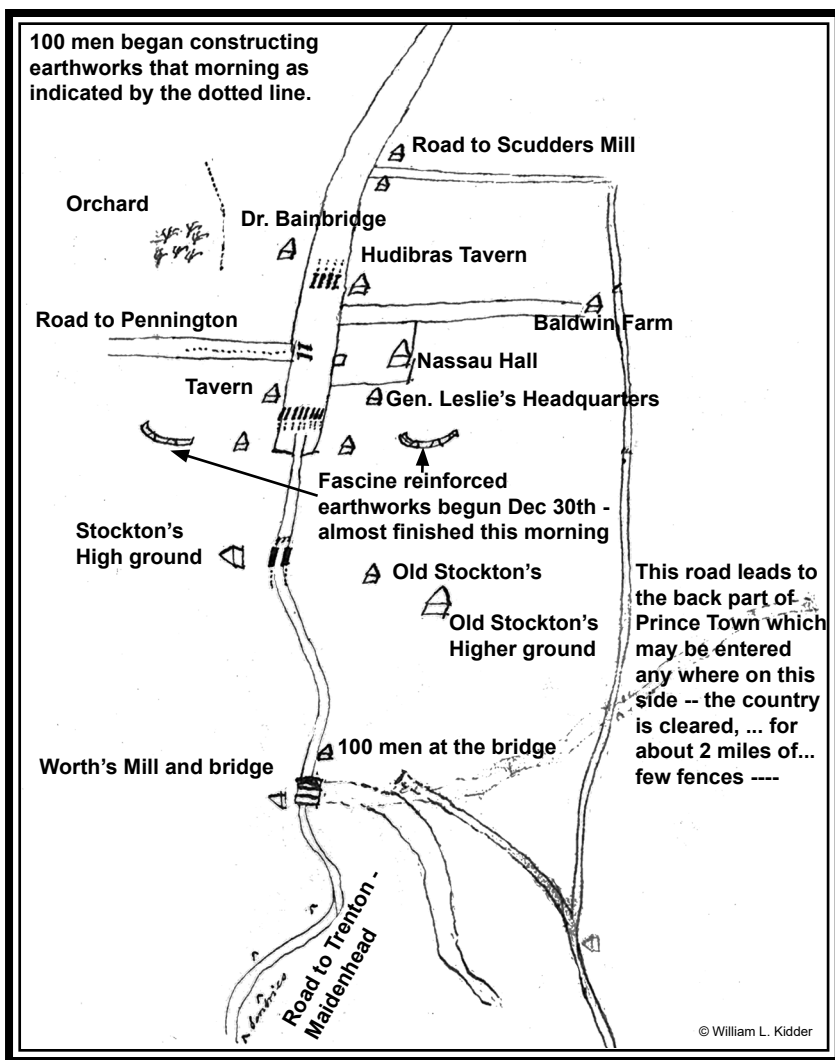 100 men began constructing
earthworks that morning as
indicated by the dotted line.
Road to Scudders Mill
Orchard
Dr. Bainbridge
Hudibras Tavern
Road to Pennington
Baldwin Farm
Nassau Hall
Tavern
Gen. Leslie's Headquarters
Fascine reinforced
earthworks begun Dec 30th -
almost finished this morning
Stockton's
High ground
Old Stockton's
Old Stockton's
Higher ground
This road leads to
the back part of
Prince Town which
may be entered
any where on this
side -- the country
is cleared, ... for
about 2 miles of...
few fences ----
100 men at the bridge
Worth's Mill and bridge
Road to Trenton -
Maidenhead
© William L. Kidder